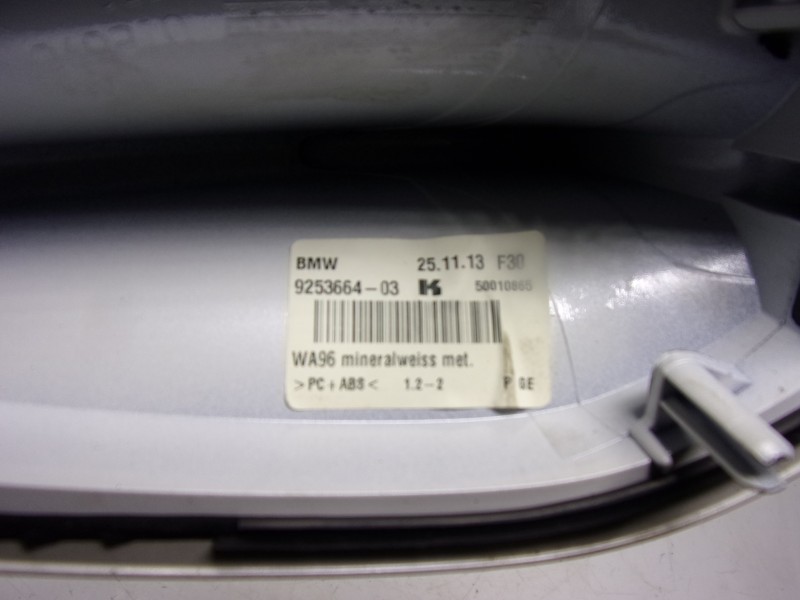 BMW 25.11.13 F30
9253664-03 K 50010865
WA96 mineralweiss met.
>PC+ABS< 1.2-2